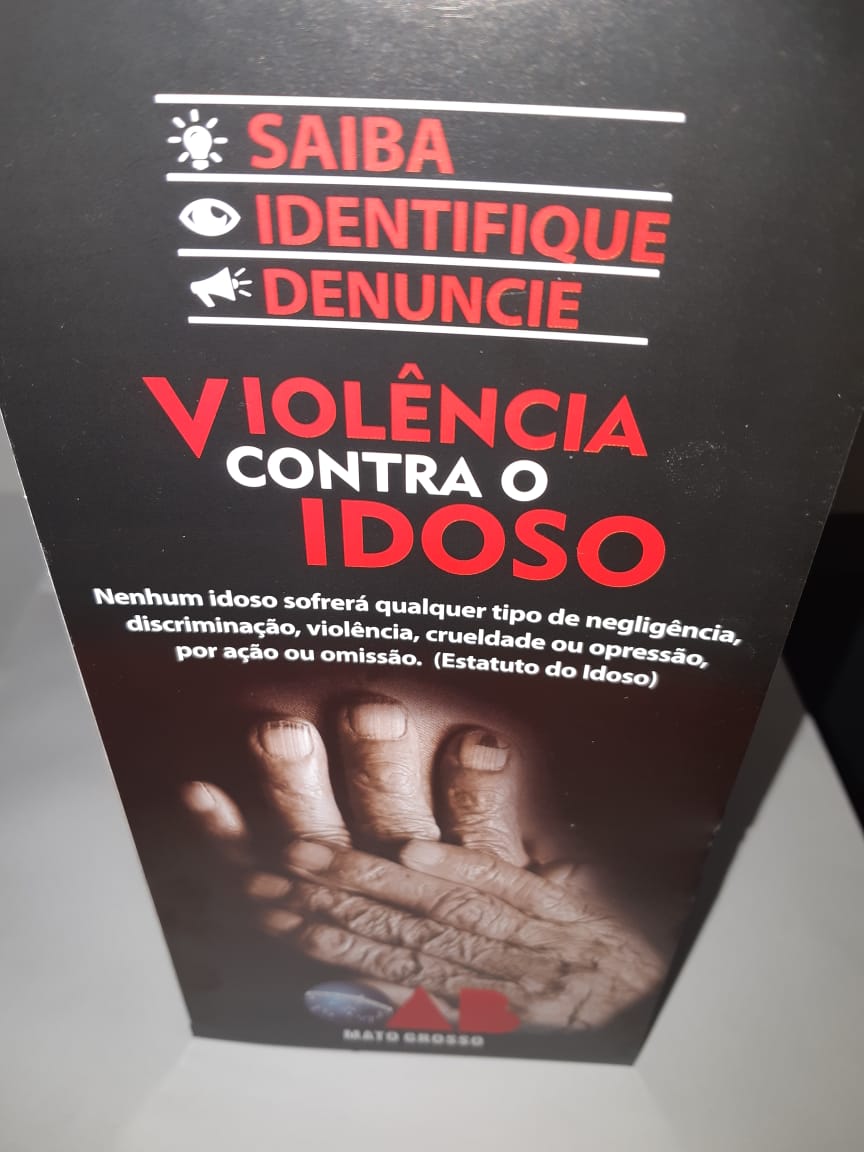 SAIBA
IDENTIFIQUE
DENUNCIE
VIOLÊNCIA
CONTRA O
IDOSO
Nenhum idoso sofrerá qualquer tipo de negligência,
discriminação, violência, crueldade ou opressão,
por ação ou omissão. (Estatuto do Idoso)
OAB
MATO GROSSO